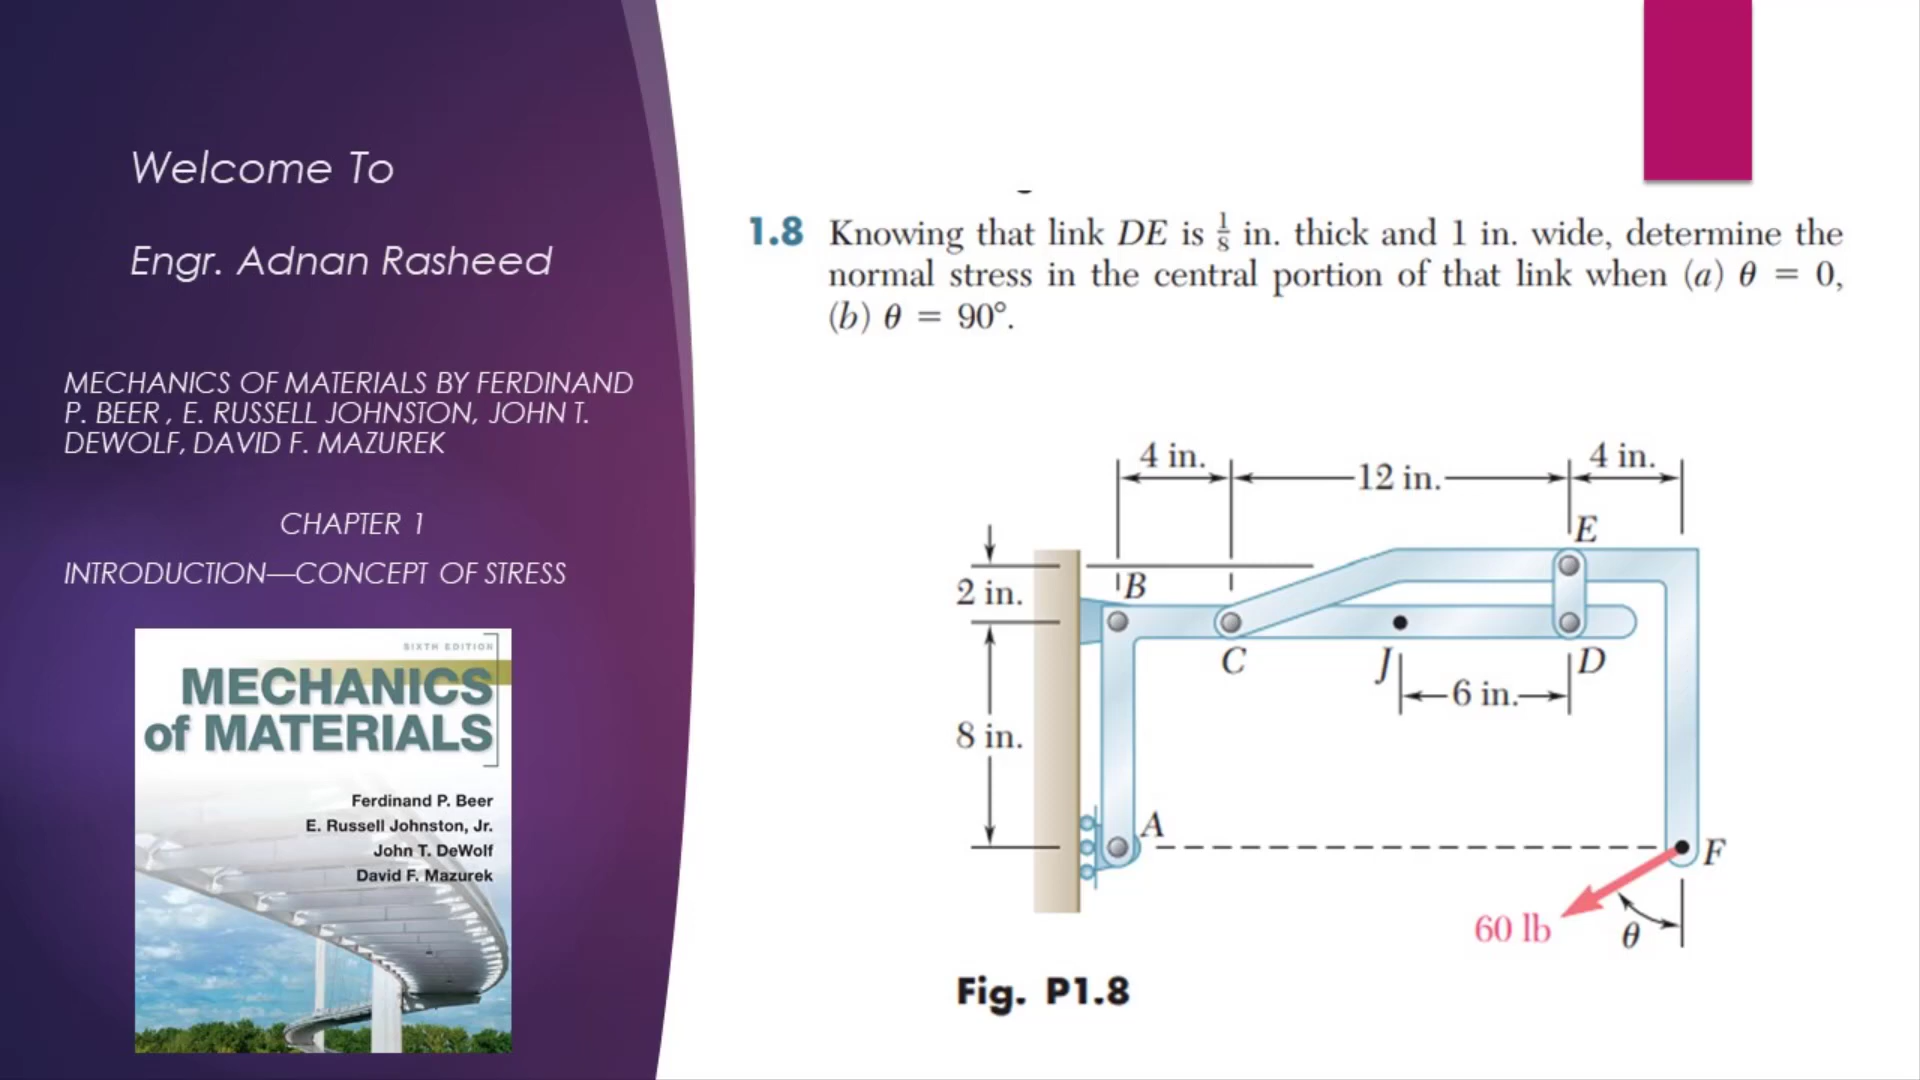 Welcome To
Engr. Adnan Rasheed
MECHANICS OF MATERIALS BY FERDINAND
P. BEER , E. RUSSELL JOHNSTON, JOHN T.
DEWOLF, DAVID F. MAZUREK
CHAPTER 1
INTRODUCTION—CONCEPT OF STRESS
SIXTH EDITION
MECHANICS
of MATERIALS
Ferdinand P. Beer
E. Russell Johnston, Jr.
John T. DeWolf
David F. Mazurek
1.8 Knowing that link DE is 1/8 in. thick and 1 in. wide, determine the
normal stress in the central portion of that link when (a) θ = 0,
(b) θ = 90°.
4 in.
12 in.
4 in.
E
2 in.
B
C
J
D
6 in.
8 in.
A
F
60 lb
θ
Fig. P1.8